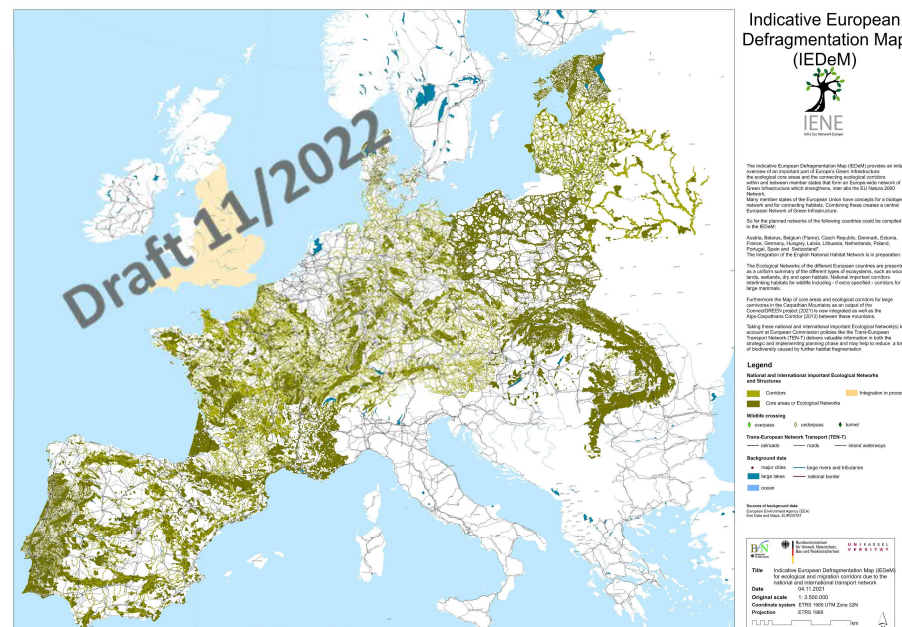 Indicative European
Defragmentation Map
(IEDeM)
IENE
Infra Eco Network Europe
Draft 11/2022
The Indicative European Defragmentation Map (IEDeM) provides an initial
overview of an important part of Europe's Green Infrastructure:
the ecological core areas and the connecting acological corridors
within and between member states that form an Europe-wide network of
Green Infrastructure which strengthens, inter alia the EU Natura 2000
Network.
Many member states of the European Union have concepts for a biotope
network and for connecting habitats. Combining these creates a central
European Network of Green Infrastructure.
So far the planned networks of the following countries could be compiled
in the IEDeM:
Austria, Belarus, Belgium (Flame), Czech Republic, Denmark, Estonia,
France, Germany, Hungary, Latvia, Lithuania, Netherlands, Poland,
Portugal, Spain and Switzerland*.
The Integration of the English National Habitat Network is in preparation.
The Ecological Networks of the different European countries are presente
as a uniform summary of the different types of ecosystems, such as woo
lands, wetlands, dry and open habitats. National important corridors
interlinking habitats for wildlife including - if extra specified - corridors for
large mammals.
Furthermore the Map of core areas and ecological corridors for large
carnivores in the Carpathian Mountains as an output of the
ConnectGREEN project (2021) is now integrated as well as the
Alps-Carpathians Corridor (2013) between these mountains.
Taking these national and international important Ecological Network(s) in
account at European Commission policies like the Trans-European
Transport Network (TEN-T) delivers valuable information in both the
strategic and implementing planning phase and may help to reduce a los
of biodiversity caused by further habitat fragmentation
Legend
National and international important Ecological Networks
and Structures
Corridors
Integration in proces
Core areas or Ecological Networks
Wildlife crossing
overpass
underpass
tunnel
Trans-European Network Transport (TEN-T)
railroads
roads
inland waterways
Background data
major cities
large rivers and tributaries
large lakes
national border
ocean
Sources of background data:
European Environment Agency (EEA)
Esri Data and Maps, EUROSTAT
BfN
Bundesministerium
für Umwelt, Naturschutz,
Bau und Reaktorsicherheit
UNIKASSEL
VERSITÄT
Title Indicative European Defragmentation Map (IEDeM)
for ecological and migration corridors due to the
national and international transport network
Date 04.11.2021
Original scale 1: 3.500.000
Coordinate system ETRS 1989 UTM Zone 32N
Projection ETRS 1989
km